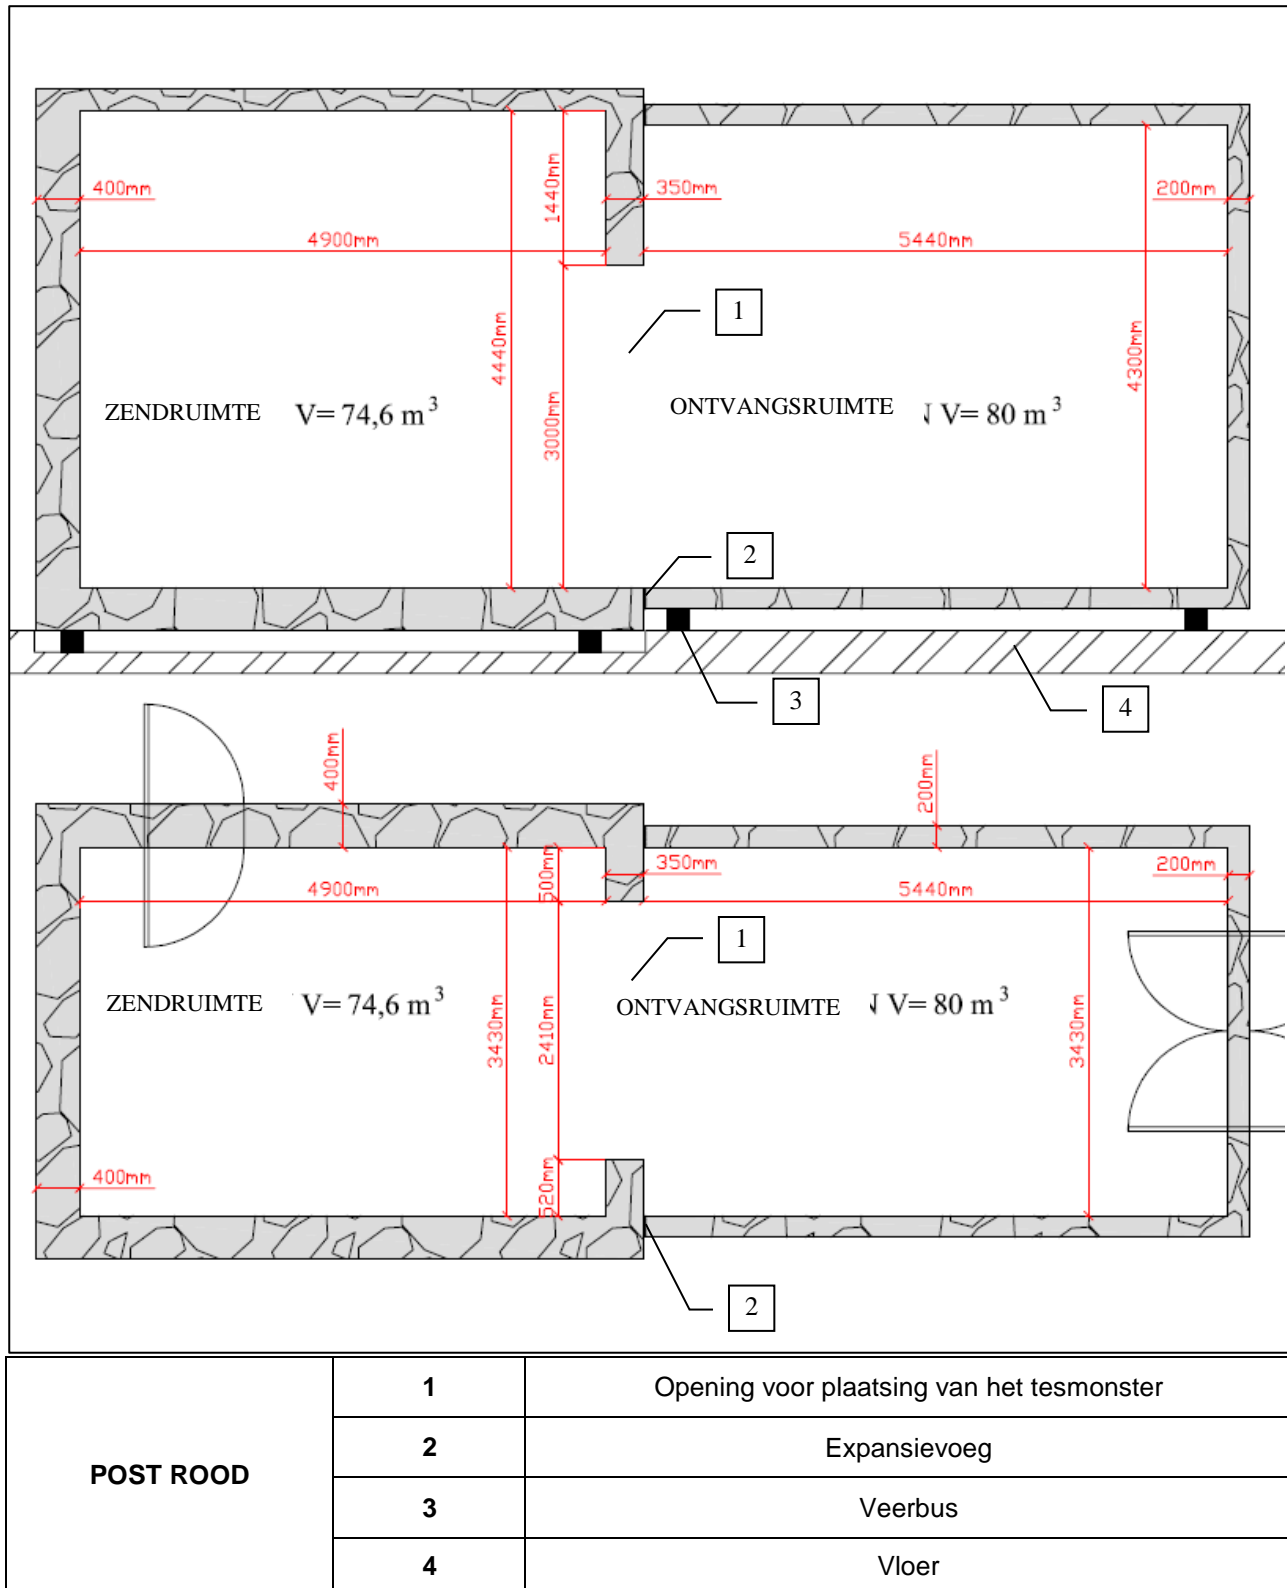 400mm
1440mm
350mm
200mm
4900mm
5440mm
1
4440mm
4300mm
ZENDRUIMTE V= 74,6 m³
ONTVANGSRUIMTE N V= 80 m³
3000mm
2
3
4
400mm
200mm
4900mm
500mm
350mm
5440mm
200mm
1
ZENDRUIMTE V= 74,6 m³
ONTVANGSRUIMTE N V= 80 m³
3430mm
2410mm
3430mm
400mm
520mm
2
POST ROOD
1 Opening voor plaatsing van het tesmonster
2 Expansievoeg
3 Veerbus
4 Vloer